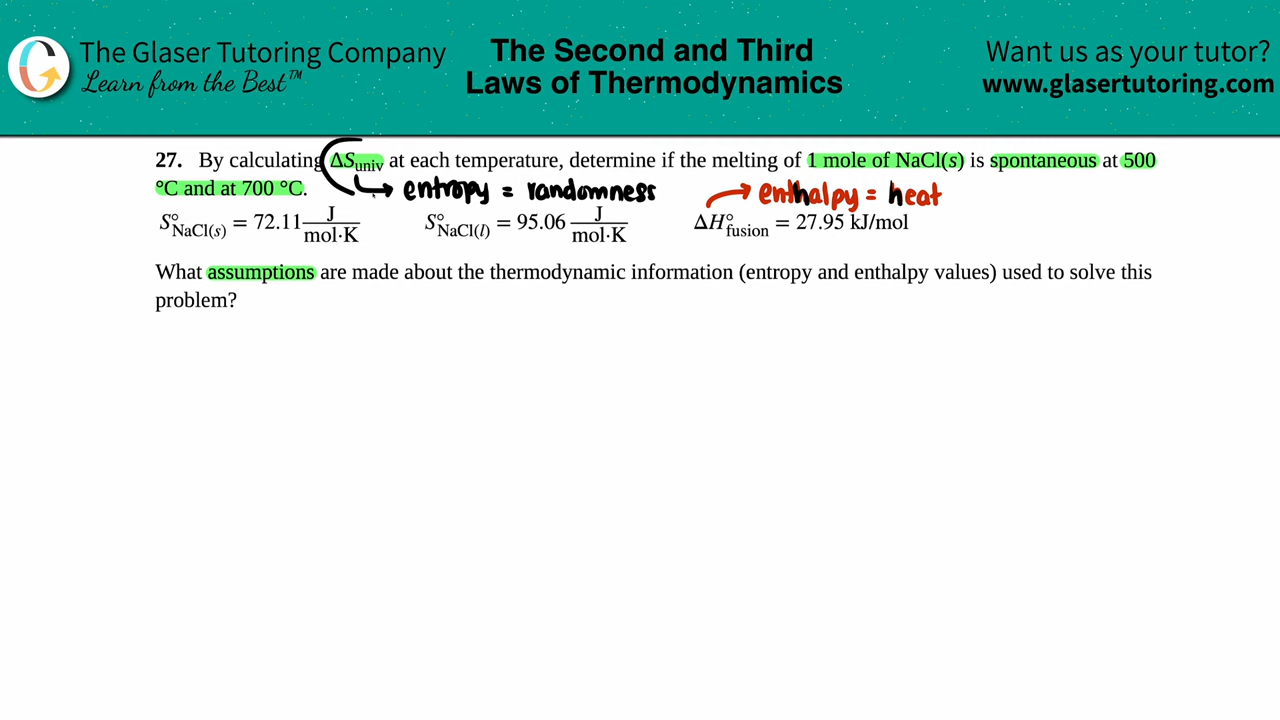 The Glaser Tutoring Company
Learn from the Best™
The Second and Third
Laws of Thermodynamics
Want us as your tutor?
www.glasertutoring.com
27. By calculating ΔSuniv at each temperature, determine if the melting of 1 mole of NaCl(s) is spontaneous at 500
°C and at 700 °C.
entropy = randomness
enthalpy = heat
S°NaCl(s) = 72.11 J/mol·K S°NaCl(l) = 95.06 J/mol·K ΔH°fusion = 27.95 kJ/mol
What assumptions are made about the thermodynamic information (entropy and enthalpy values) used to solve this
problem?